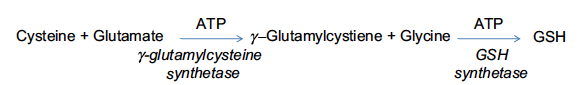 ATP ATP
Cysteine + Glutamate γ–Glutamylcystiene + Glycine GSH
γ-glutamylcysteine GSH
synthetase synthetase